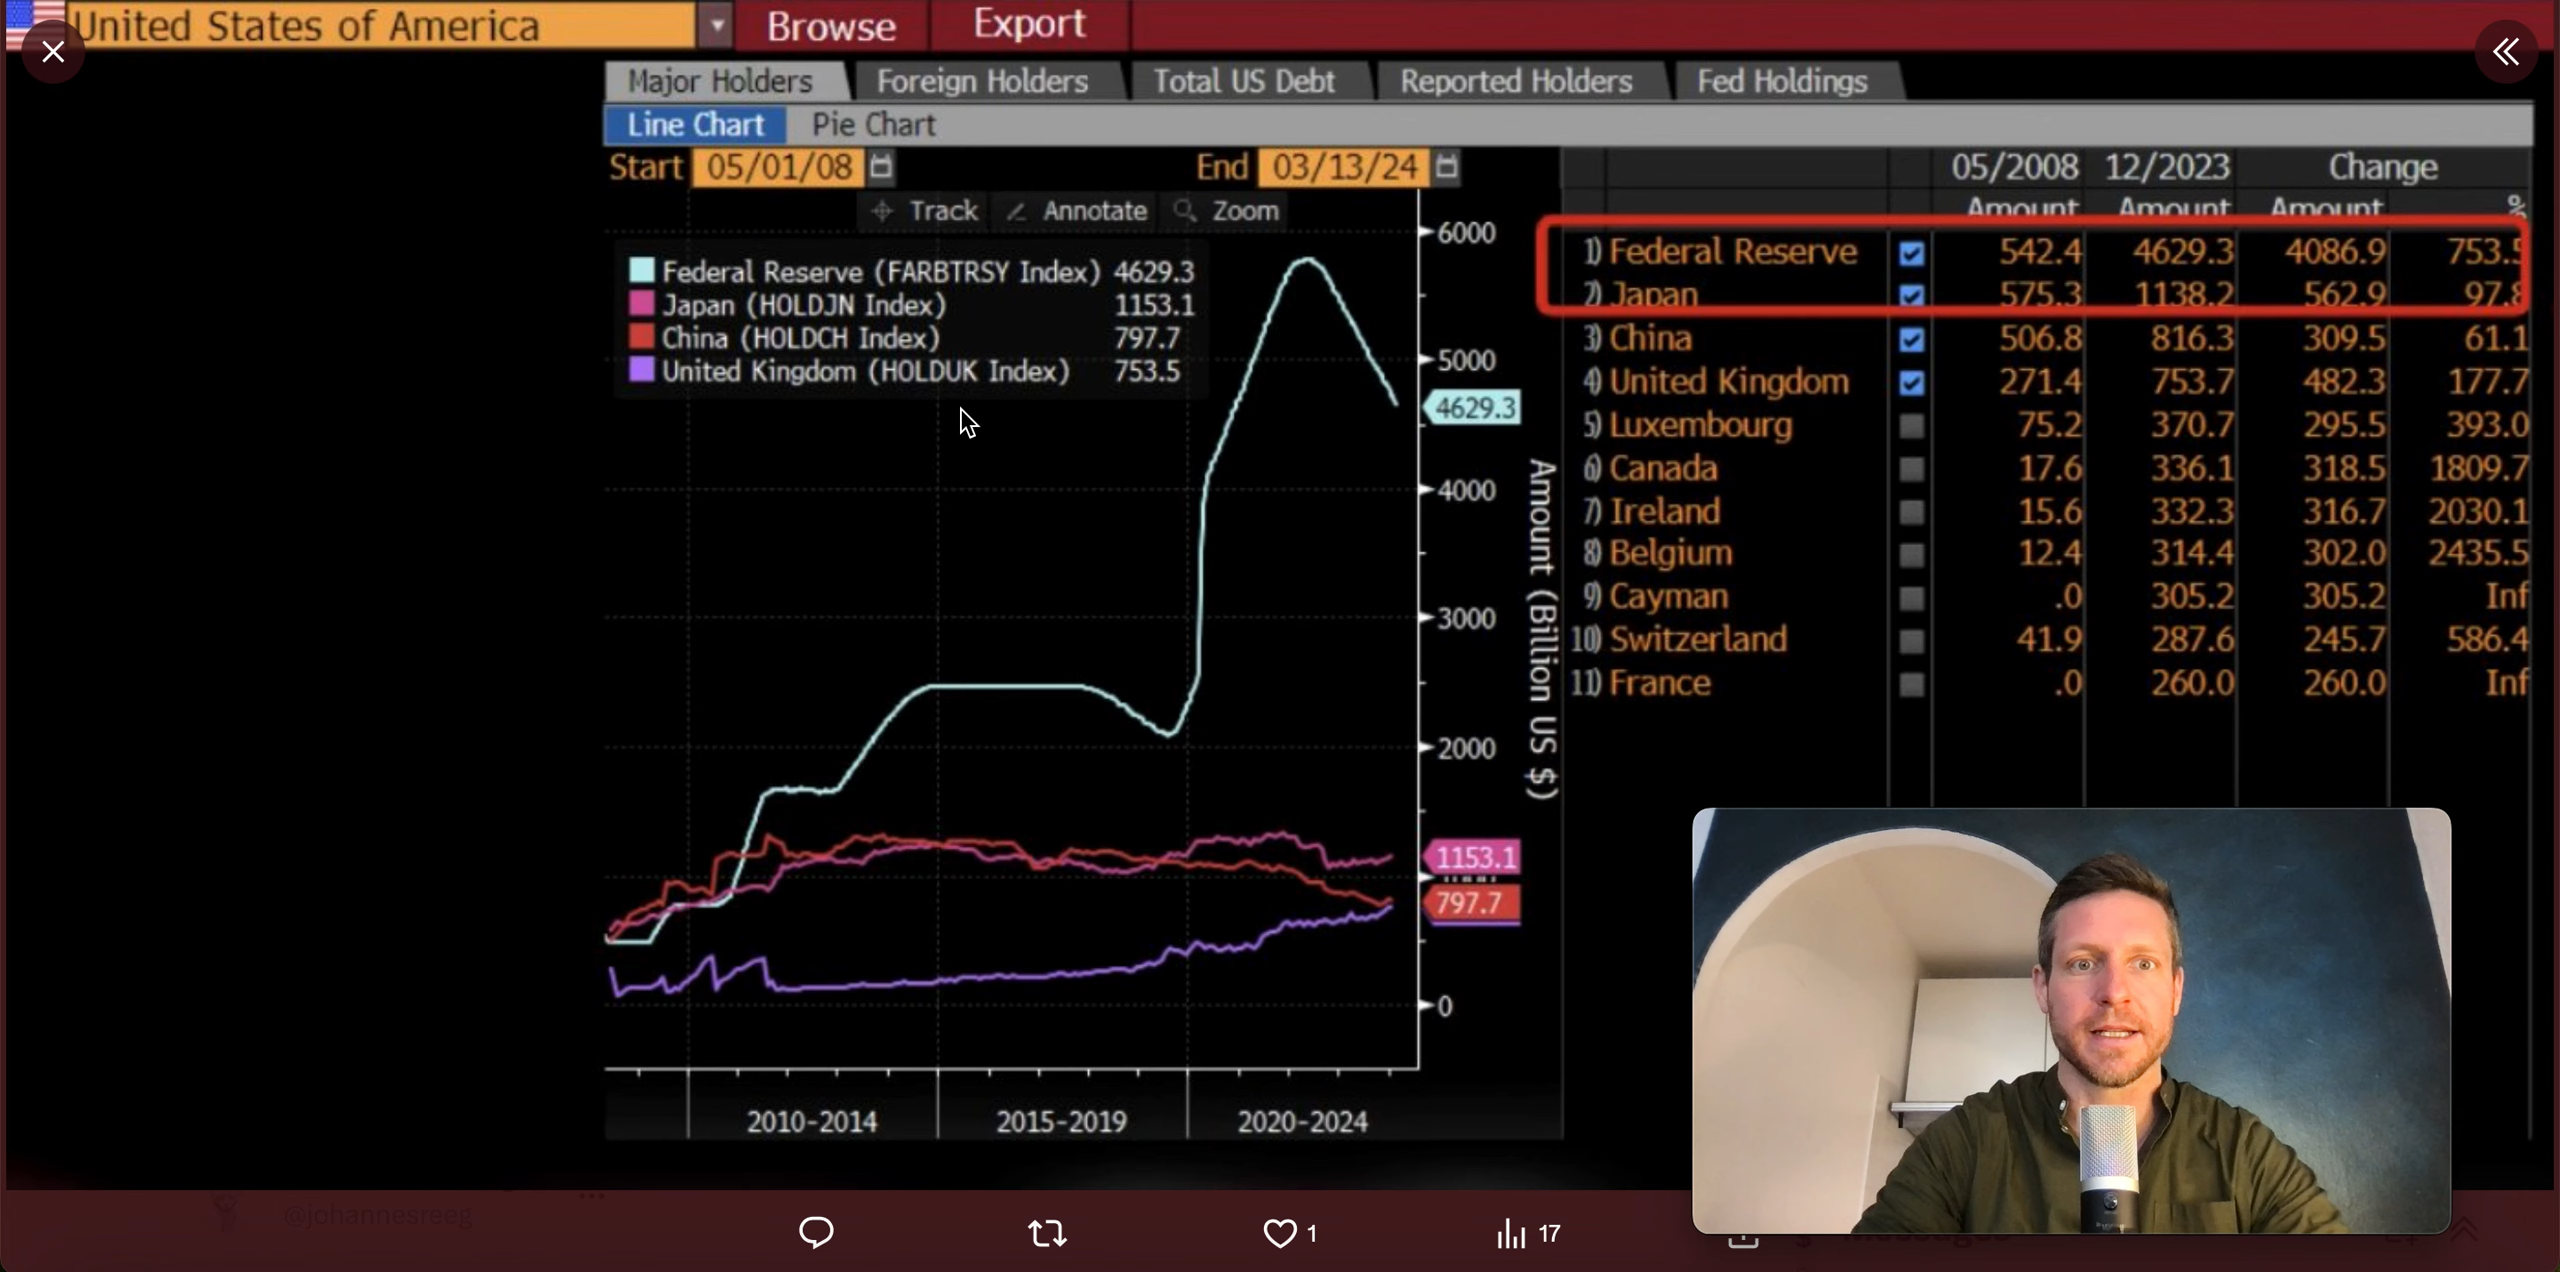 United States of America
Browse
Export
Major Holders
Foreign Holders
Total US Debt
Reported Holders
Fed Holdings
Line Chart
Pie Chart
Start 05/01/08
End 03/13/24
Track
Annotate
Zoom
Federal Reserve (FARBTRSY Index) 4629.3
Japan (HOLDJN Index) 1153.1
China (HOLDCH Index) 797.7
United Kingdom (HOLDUK Index) 753.5
6000
5000
4629.3
4000
3000
2000
1153.1
797.7
0
Amount (Billion US $)
2010-2014
2015-2019
2020-2024
05/2008 12/2023 Change
Amount Amount Amount %
1) Federal Reserve 542.4 4629.3 4086.9 753.5
2) Japan 575.3 1138.2 562.9 97.8
3) China 506.8 816.3 309.5 61.1
4) United Kingdom 271.4 753.7 482.3 177.7
5) Luxembourg 75.2 370.7 295.5 393.0
6) Canada 17.6 336.1 318.5 1809.7
7) Ireland 15.6 332.3 316.7 2030.1
8) Belgium 12.4 314.4 302.0 2435.5
9) Cayman .0 305.2 305.2 Inf
10) Switzerland 41.9 287.6 245.7 586.4
11) France .0 260.0 260.0 Inf
@johannesreeg
1
17